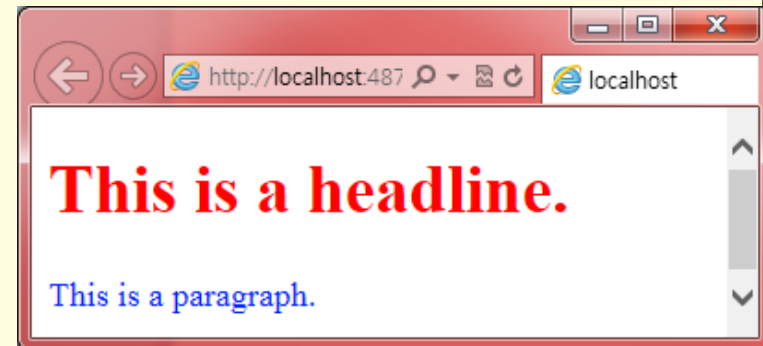 http://localhost:487
localhost
This is a headline.
This is a paragraph.